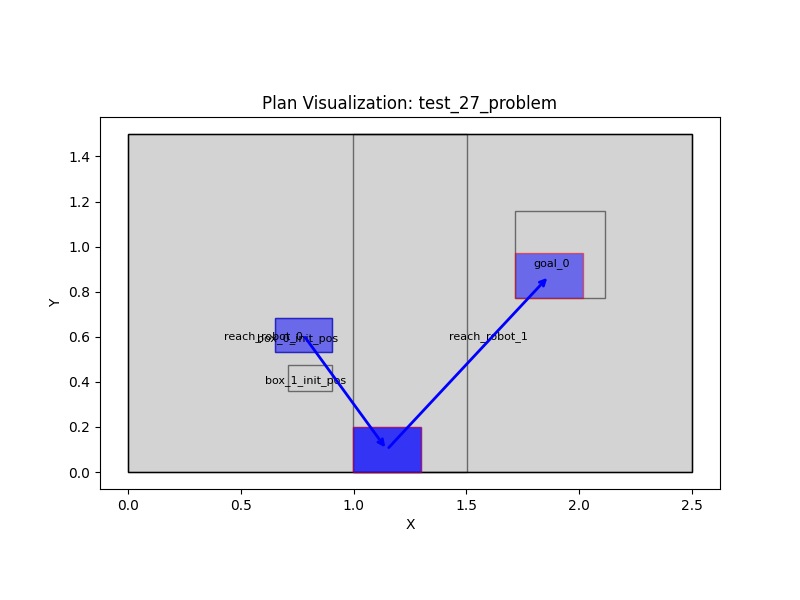 Plan Visualization: test_27_problem
1.4
1.2
1.0
0.8
0.6
0.4
0.2
0.0
Y
goal_0
reach_robot_0
box_0_init_pos
reach_robot_1
box_1_init_pos
0.0 0.5 1.0 1.5 2.0 2.5
X